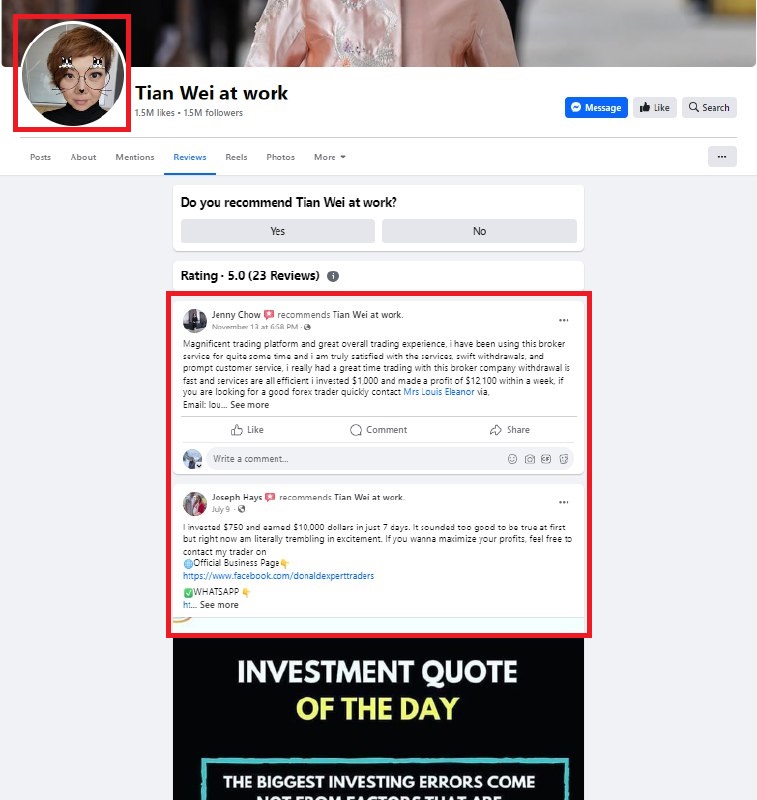 Tian Wei at work
1.5M likes • 1.5M followers
Message
Like
Search
Posts
About
Mentions
Reviews
Reels
Photos
More
Do you recommend Tian Wei at work?
Yes
No
Rating · 5.0 (23 Reviews)
Jenny Chow recommends Tian Wei at work.
November 13 at 6:58 PM ·
Magnificent trading platform and great overall trading experience, i have been using this broker
service for quite some time and i am truly satisfied with the services, swift withdrawals, and
prompt customer service, i really had a great time trading with this broker company withdrawal is
fast and services are all efficient i invested $1,000 and made a profit of $12,100 within a week, if
you are looking for a good forex trader quickly contact Mrs Louis Eleanor via,
Email: lou... See more
Like
Comment
Share
Write a comment...
Joseph Hays recommends Tian Wei at work.
July 9 ·
I invested $750 and earned $10,000 dollars in just 7 days. It sounded too good to be true at first
but right now am literally trembling in excitement. If you wanna maximize your profits, feel free to
contact my trader on
🌐Official Business Page👇
https://www.facebook.com/donaldexperttraders
✅WHATSAPP 👇
ht... See more
INVESTMENT QUOTE
OF THE DAY
THE BIGGEST INVESTING ERRORS COME
NOT FROM FACTORS THAT ARE